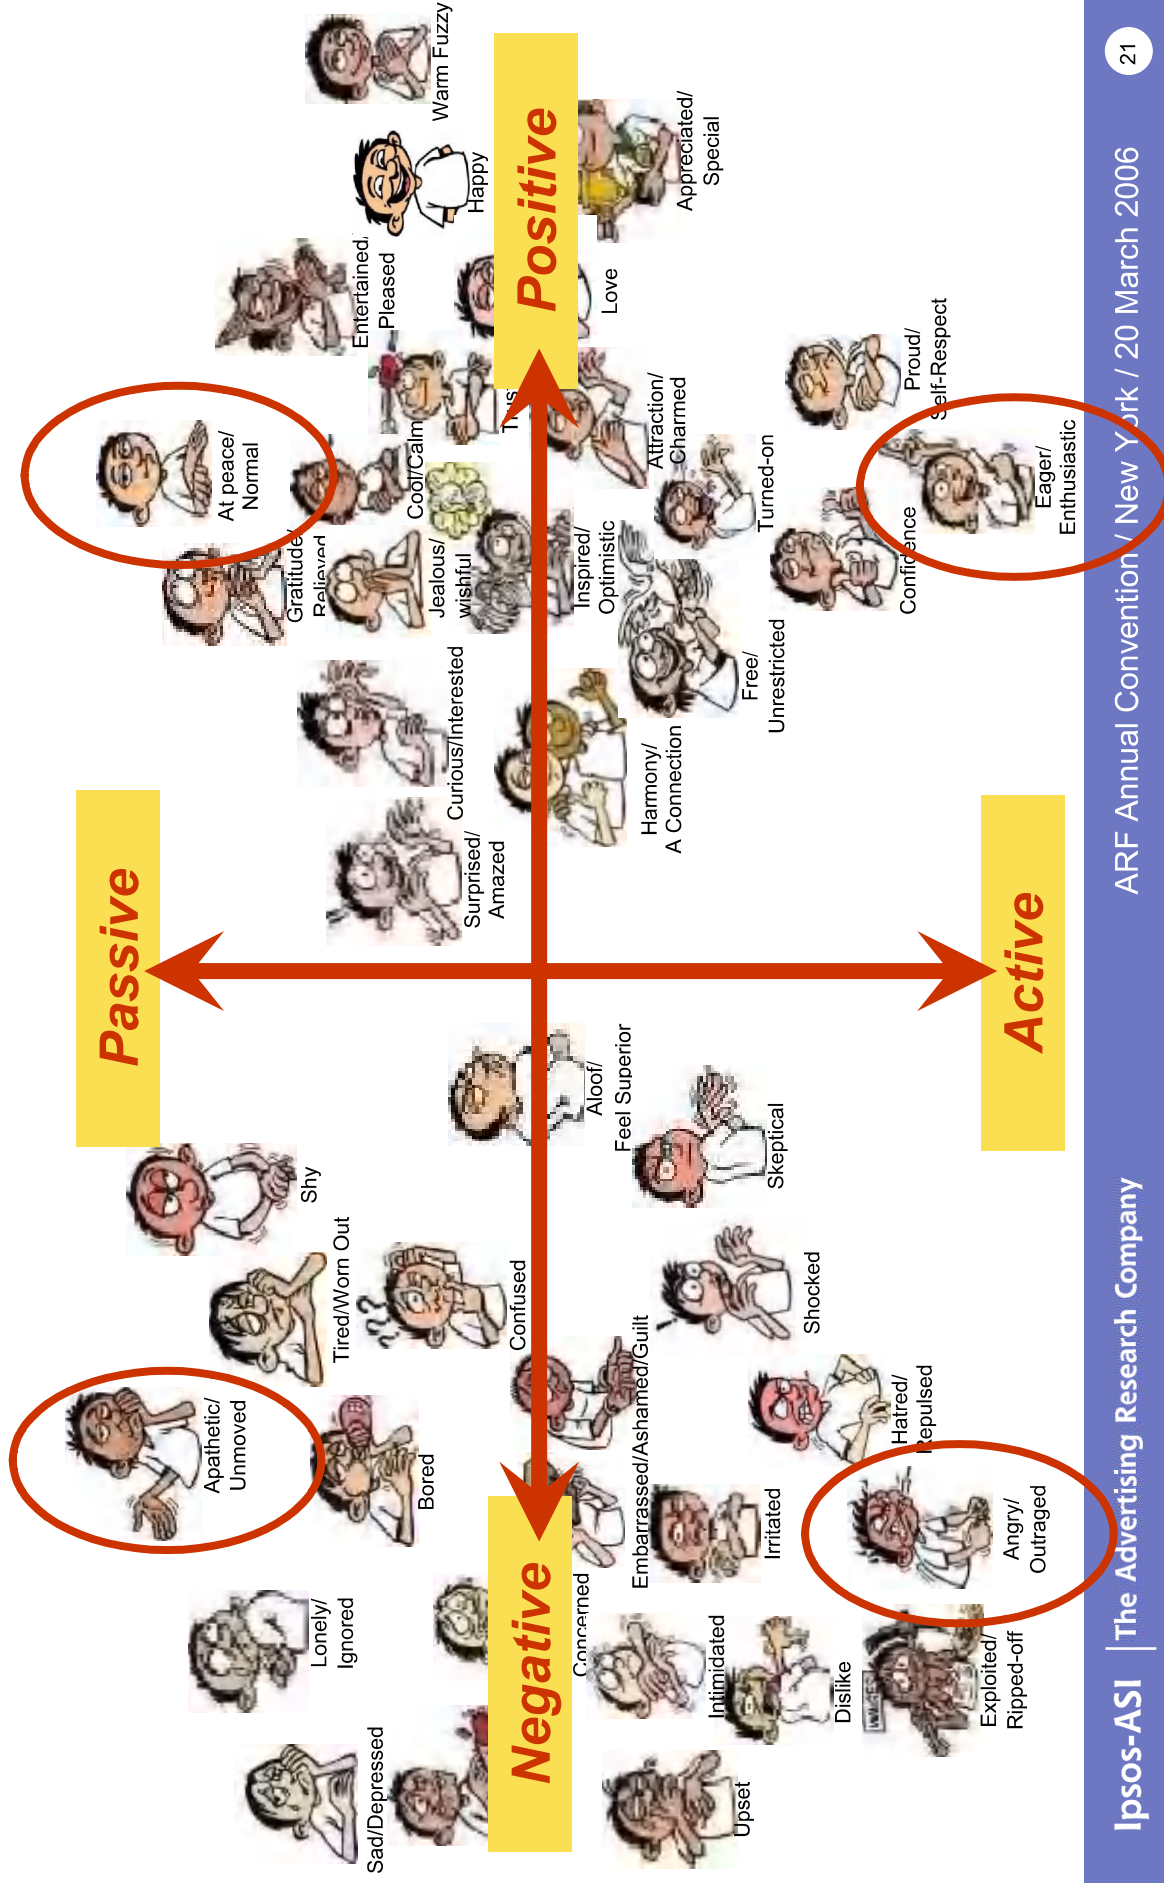 Passive
Shy
Apathetic/
Unmoved
Tired/Worn Out
Lonely/
Ignored
Bored
Sad/Depressed
Confused
At peace/
Normal
Gratitude/
Relieved
Entertained/
Pleased
Cool/Calm
Warm Fuzzy
Happy
Jealous/
wishful
Curious/Interested
Surprised/
Amazed
Negative
Positive
Aloof/
Feel Superior
Concerned
Embarrassed/Ashamed/Guilt
Inspired/
Optimistic
Love
Attraction/
Charmed
Appreciated/
Special
Harmony/
A Connection
Skeptical
Shocked
Irritated
Intimidated
Upset
Dislike
Free/
Unrestricted
Turned-on
Hatred/
Repulsed
Confidence
Proud/
Self-Respect
WAGES
Exploited/
Ripped-off
Angry/
Outraged
Eager/
Enthusiastic
Active
Ipsos-ASI | The Advertising Research Company
ARF Annual Convention / New York / 20 March 2006
21